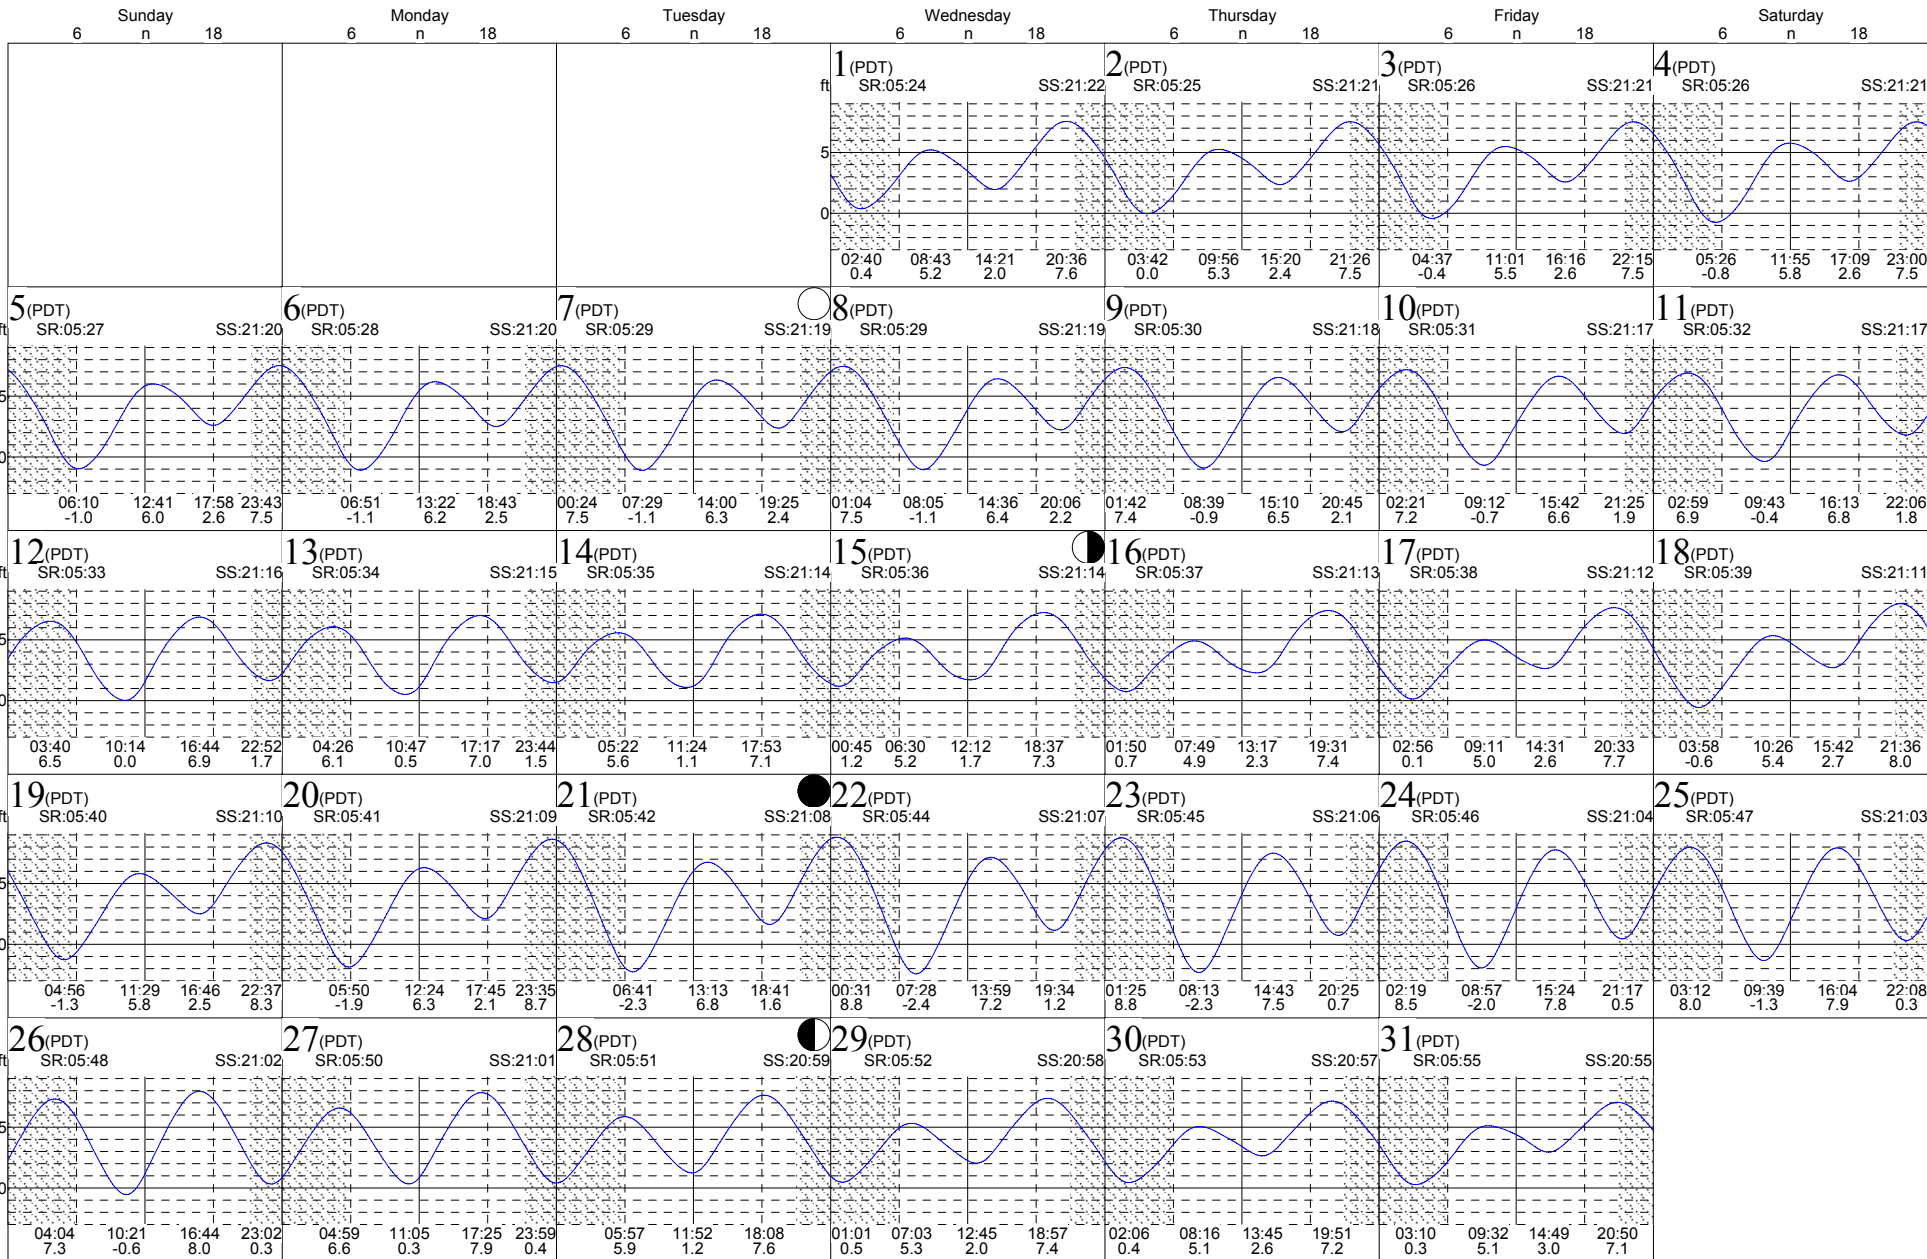 Sunday Monday Tuesday Wednesday Thursday Friday Saturday
6 n 18 6 n 18 6 n 18 6 n 18 6 n 18 6 n 18 6 n 18
1(PDT) 2(PDT) 3(PDT) 4(PDT)
ft SR:05:24 SS:21:22 SR:05:25 SS:21:21 SR:05:26 SS:21:21 SR:05:26 SS:21:21
5
0
02:40 08:43 14:21 20:36 03:42 09:56 15:20 21:26 04:37 11:01 16:16 22:15 05:26 11:55 17:09 23:00
0.4 5.2 2.0 7.6 0.0 5.3 2.4 7.5 -0.4 5.5 2.6 7.5 -0.8 5.8 2.6 7.5
5(PDT) 6(PDT) 7(PDT) 8(PDT) 9(PDT) 10(PDT) 11(PDT)
ft SR:05:27 SS:21:20 SR:05:28 SS:21:20 SR:05:29 SS:21:19 SR:05:29 SS:21:19 SR:05:30 SS:21:18 SR:05:31 SS:21:17 SR:05:32 SS:21:17
5
0
06:10 12:41 17:58 23:43 06:51 13:22 18:43 00:24 07:29 14:00 19:25 01:04 08:05 14:36 20:06 01:42 08:39 15:10 20:45 02:21 09:12 15:42 21:25 02:59 09:43 16:13 22:06
-1.0 6.0 2.6 7.5 -1.1 6.2 2.5 7.5 -1.1 6.3 2.4 7.5 -1.1 6.4 2.2 7.4 -0.9 6.5 2.1 7.2 -0.7 6.6 1.9 6.9 -0.4 6.8 1.8
12(PDT) 13(PDT) 14(PDT) 15(PDT) 16(PDT) 17(PDT) 18(PDT)
ft SR:05:33 SS:21:16 SR:05:34 SS:21:15 SR:05:35 SS:21:14 SR:05:36 SS:21:14 SR:05:37 SS:21:13 SR:05:38 SS:21:12 SR:05:39 SS:21:11
5
0
03:40 10:14 16:44 22:52 04:26 10:47 17:17 23:44 05:22 11:24 17:53 00:45 06:30 12:12 18:37 01:50 07:49 13:17 19:31 02:56 09:11 14:31 20:33 03:58 10:26 15:42 21:36
6.5 0.0 6.9 1.7 6.1 0.5 7.0 1.5 5.6 1.1 7.1 1.2 5.2 1.7 7.3 0.7 4.9 2.3 7.4 0.1 5.0 2.6 7.7 -0.6 5.4 2.7 8.0
19(PDT) 20(PDT) 21(PDT) 22(PDT) 23(PDT) 24(PDT) 25(PDT)
ft SR:05:40 SS:21:10 SR:05:41 SS:21:09 SR:05:42 SS:21:08 SR:05:44 SS:21:07 SR:05:45 SS:21:06 SR:05:46 SS:21:04 SR:05:47 SS:21:03
5
0
04:56 11:29 16:46 22:37 05:50 12:24 17:45 23:35 06:41 13:13 18:41 00:31 07:28 13:59 19:34 01:25 08:13 14:43 20:25 02:19 08:57 15:24 21:17 03:12 09:39 16:04 22:08
-1.3 5.8 2.5 8.3 -1.9 6.3 2.1 8.7 -2.3 6.8 1.6 8.8 -2.4 7.2 1.2 8.8 -2.3 7.5 0.7 8.5 -2.0 7.8 0.5 8.0 -1.3 7.9 0.3
26(PDT) 27(PDT) 28(PDT) 29(PDT) 30(PDT) 31(PDT)
ft SR:05:48 SS:21:02 SR:05:50 SS:21:01 SR:05:51 SS:20:59 SR:05:52 SS:20:58 SR:05:53 SS:20:57 SR:05:55 SS:20:55
5
0
04:04 10:21 16:44 23:02 04:59 11:05 17:25 23:59 05:57 11:52 18:08 01:01 07:03 12:45 18:57 02:06 08:16 13:45 19:51 03:10 09:32 14:49 20:50
7.3 -0.6 8.0 0.3 6.6 0.3 7.9 0.4 5.9 1.2 7.6 0.5 5.3 2.0 7.4 0.4 5.1 2.6 7.2 0.3 5.1 3.0 7.1